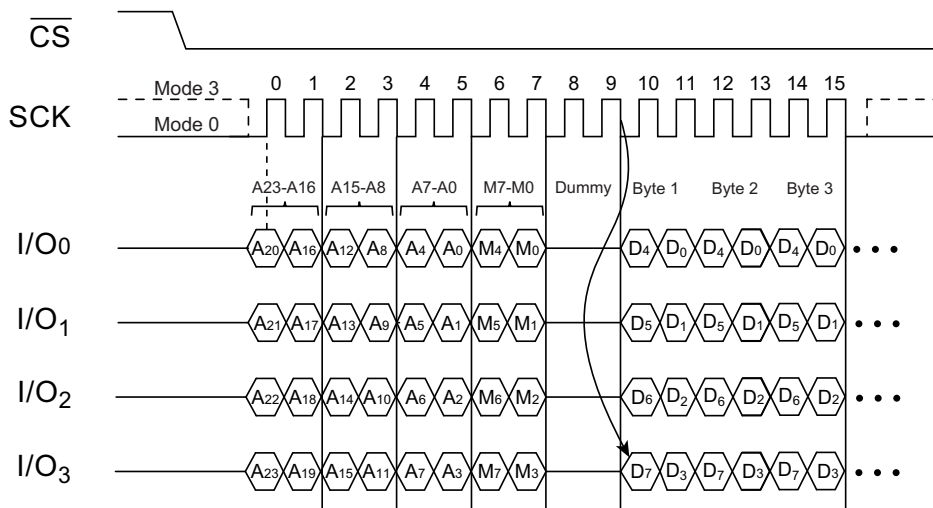 CS
0 1 2 3 4 5 6 7 8 9 10 11 12 13 14 15
Mode 3
SCK
Mode 0
A23-A16 A15-A8 A7-A0 M7-M0 Dummy Byte 1 Byte 2 Byte 3
I/O0 A20 A16 A12 A8 A4 A0 M4 M0 D4 D0 D4 D0 D4 D0 • • •
I/O1 A21 A17 A13 A9 A5 A1 M5 M1 D5 D1 D5 D1 D5 D1 • • •
I/O2 A22 A18 A14 A10 A6 A2 M6 M2 D6 D2 D6 D2 D6 D2 • • •
I/O3 A23 A19 A15 A11 A7 A3 M7 M3 D7 D3 D7 D3 D7 D3 • • •